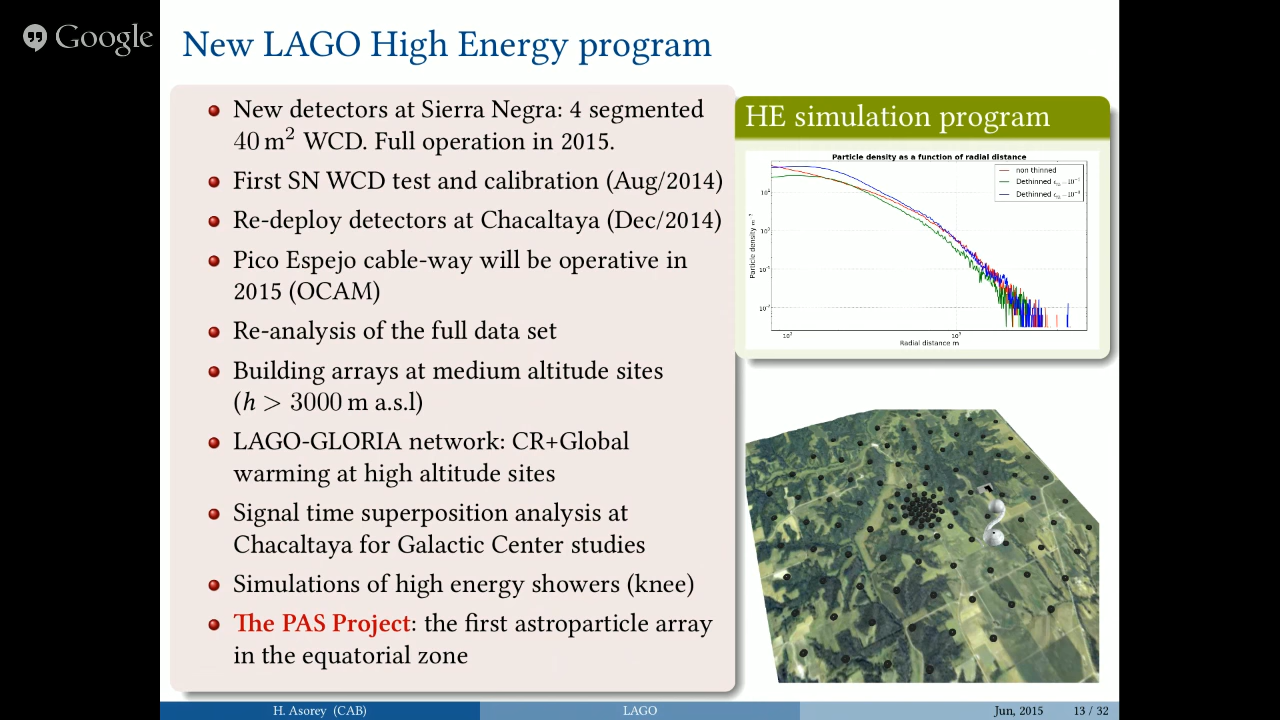 Google
New LAGO High Energy program
New detectors at Sierra Negra: 4 segmented
40 m² WCD. Full operation in 2015.
First SN WCD test and calibration (Aug/2014)
Re-deploy detectors at Chacaltaya (Dec/2014)
Pico Espejo cable-way will be operative in
2015 (OCAM)
Re-analysis of the full data set
Building arrays at medium altitude sites
(h > 3000 m a.s.l)
LAGO-GLORIA network: CR+Global
warming at high altitude sites
Signal time superposition analysis at
Chacaltaya for Galactic Center studies
Simulations of high energy showers (knee)
The PAS Project: the first astroparticle array
in the equatorial zone
HE simulation program
Particle density as a function of radial distance
non thinned
Dethinned
Dethinned
Particle density m⁻²
Radial distance m
H. Asorey (CAB)
LAGO
Jun, 2015
13 / 32